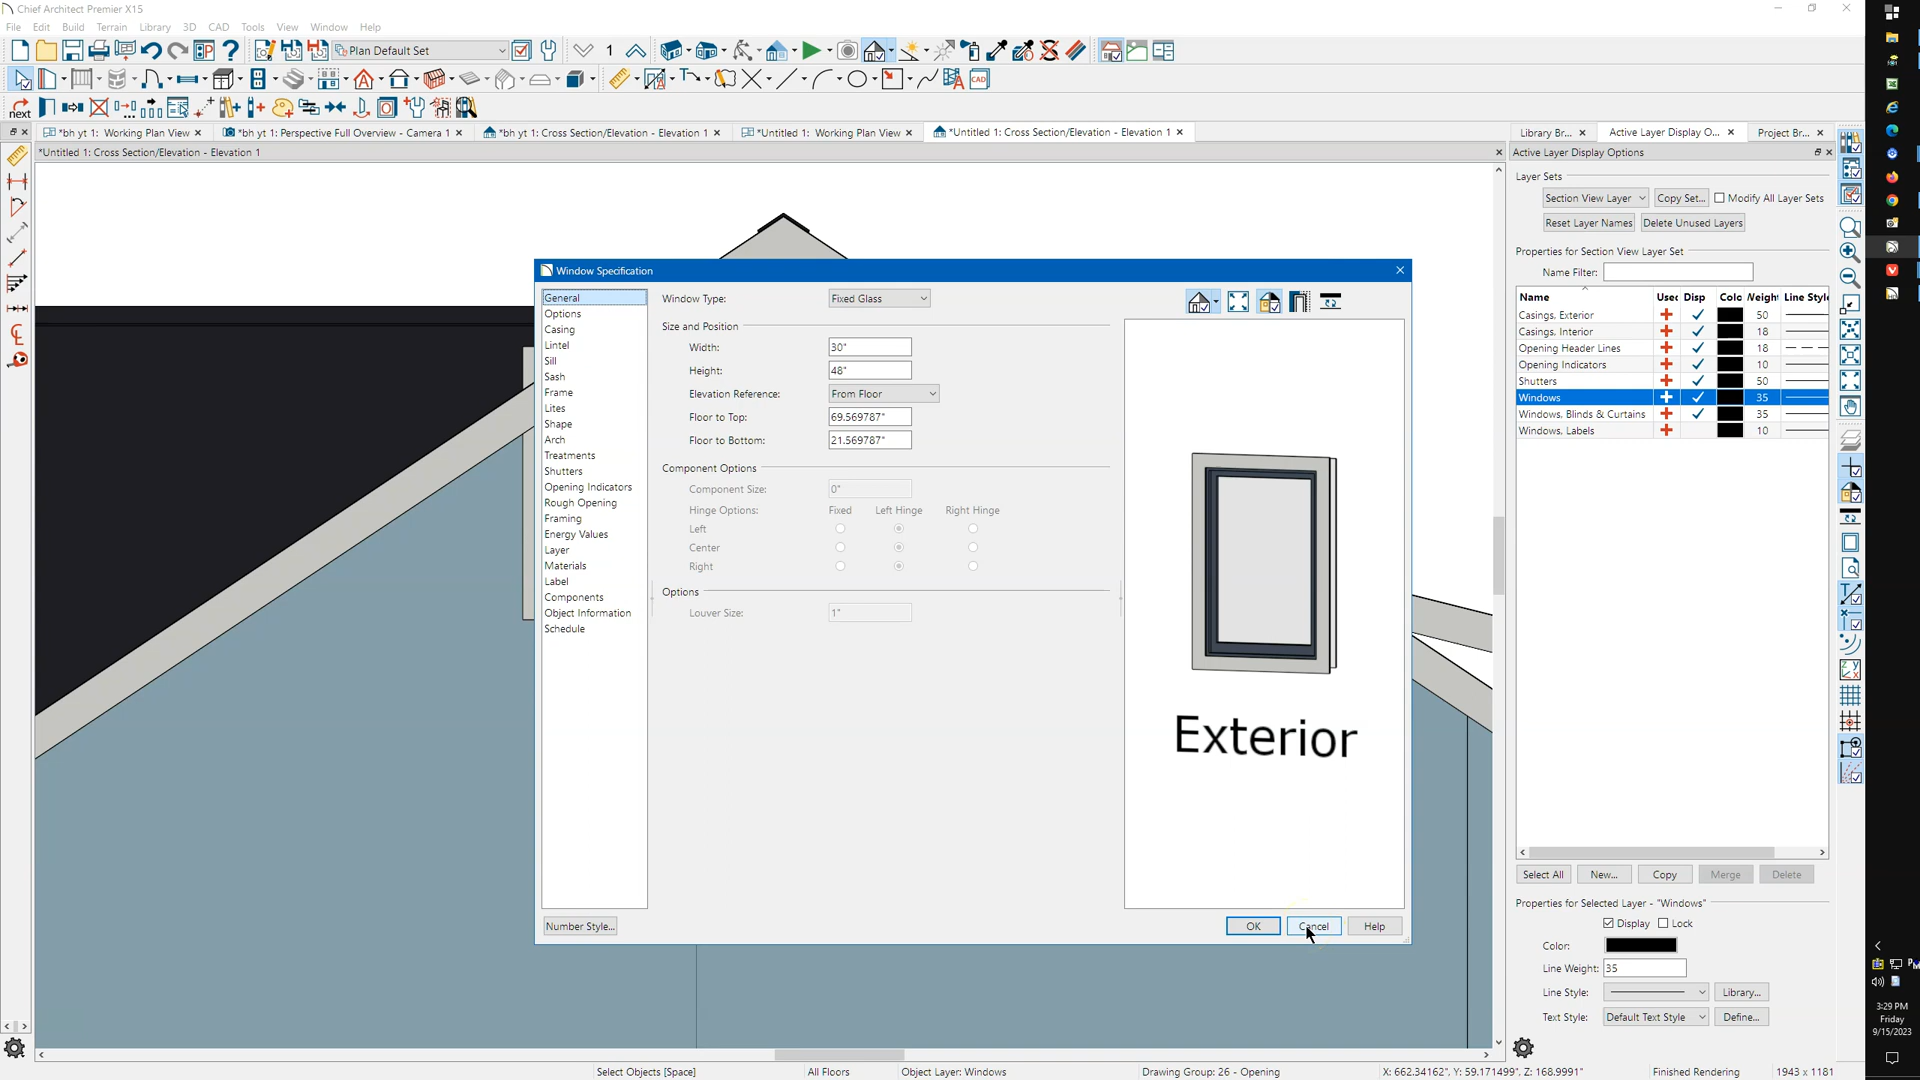 Chief Architect Premier X15
File Edit Build Terrain Library 3D CAD Tools View Window Help
Plan Default Set
1
next
*bh yt 1: Working Plan View
*bh yt 1: Perspective Full Overview - Camera 1
*bh yt 1: Cross Section/Elevation - Elevation 1
*Untitled 1: Working Plan View
*Untitled 1: Cross Section/Elevation - Elevation 1
*Untitled 1: Cross Section/Elevation - Elevation 1
Window Specification
General
Options
Casing
Lintel
Sill
Sash
Frame
Lites
Shape
Arch
Treatments
Shutters
Opening Indicators
Rough Opening
Framing
Energy Values
Layer
Materials
Label
Components
Object Information
Schedule
Window Type: Fixed Glass
Size and Position
Width: 30"
Height: 48"
Elevation Reference: From Floor
Floor to Top: 69.569787"
Floor to Bottom: 21.569787"
Component Options
Component Size: 0"
Hinge Options: Fixed Left Hinge Right Hinge
Left
Center
Right
Options
Louver Size: 1"
Exterior
Number Style...
OK Cancel Help
Library Br... Active Layer Display O... Project Br...
Active Layer Display Options
Layer Sets
Section View Layer Copy Set... Modify All Layer Sets
Reset Layer Names Delete Unused Layers
Properties for Section View Layer Set
Name Filter:
Name Used Disp Colo Weight Line Style
Casings, Exterior 50
Casings, Interior 18
Opening Header Lines 18
Opening Indicators 10
Shutters 50
Windows 35
Windows, Blinds & Curtains 35
Windows, Labels 10
Select All New... Copy Merge Delete
Properties for Selected Layer - "Windows"
Display Lock
Color:
Line Weight: 35
Line Style: Library...
Text Style: Default Text Style Define...
Select Objects [Space] All Floors Object Layer: Windows Drawing Group: 26 - Opening X: 662.34162", Y: 59.171499", Z: 168.9991" Finished Rendering 1943 x 1181
3:29 PM
Friday
9/15/2023